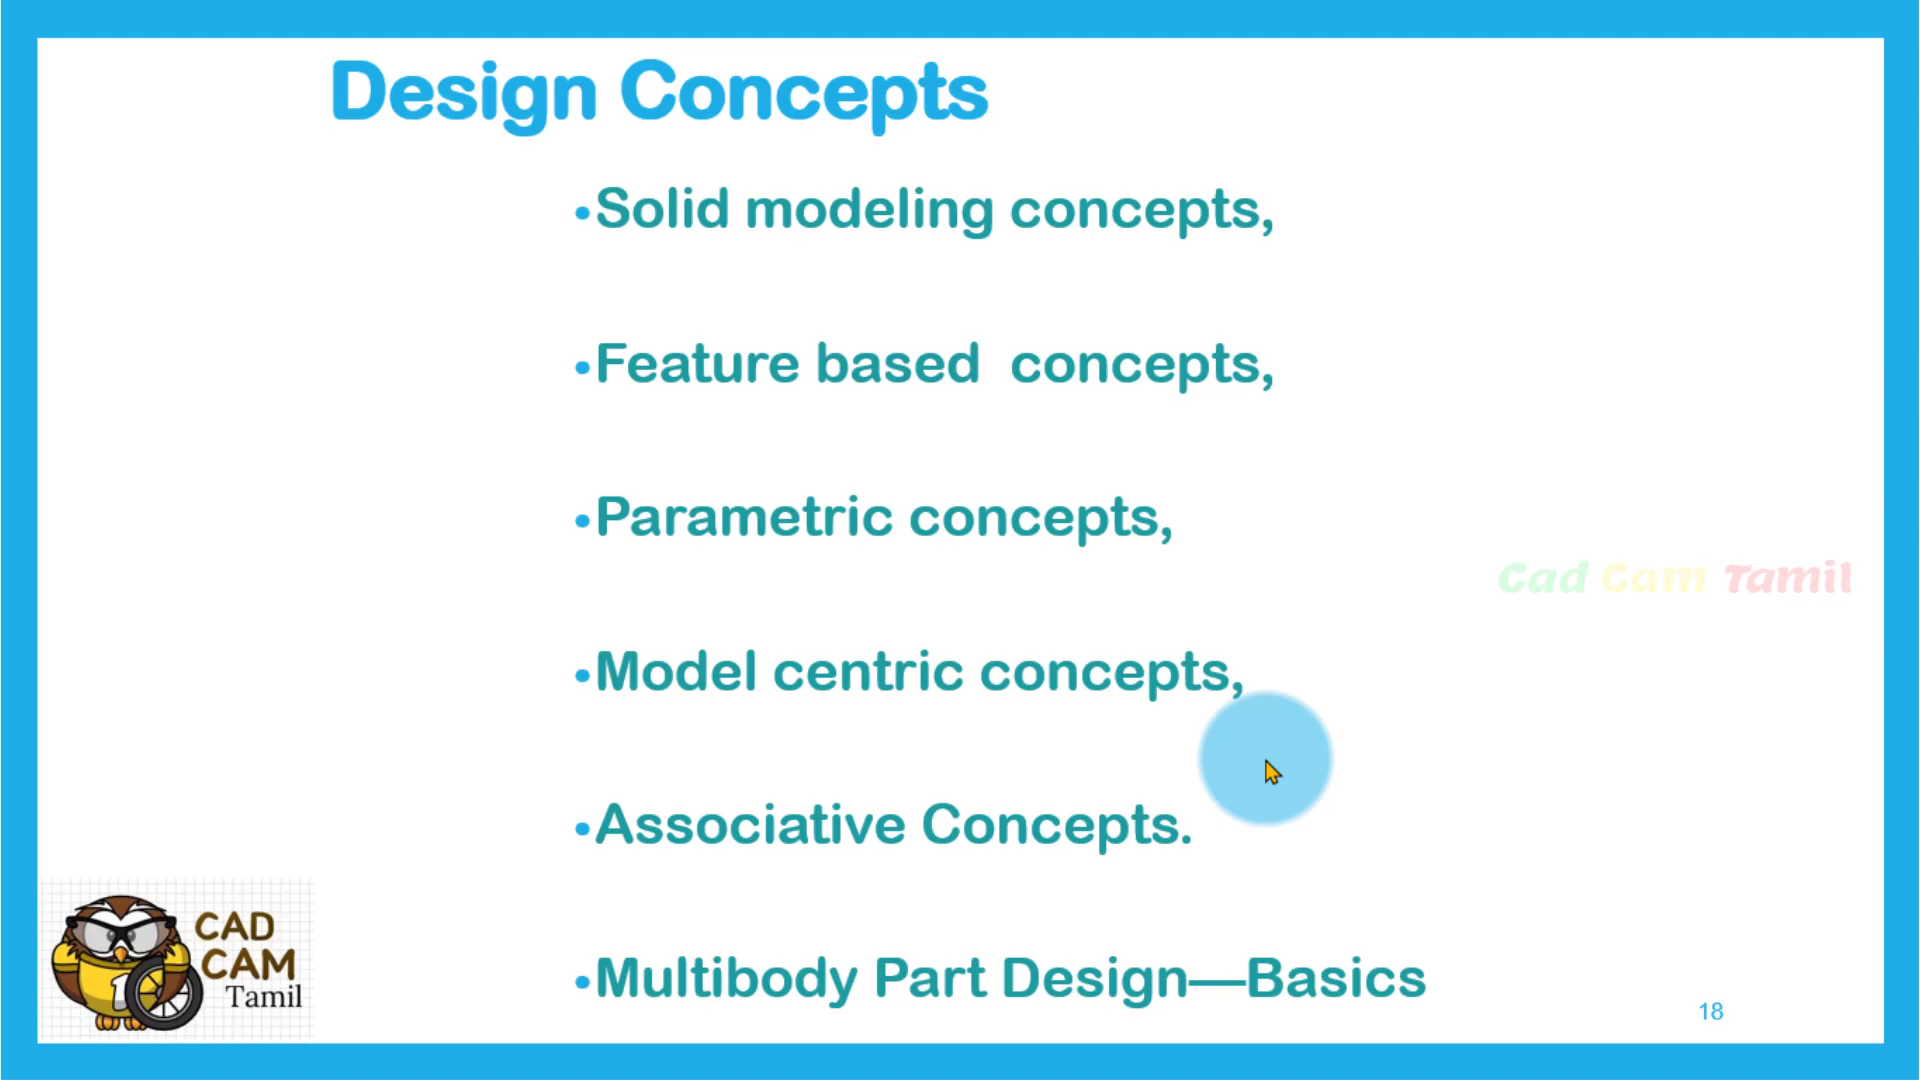 Design Concepts
•Solid modeling concepts,
•Feature based  concepts,
•Parametric concepts,
Cad Cam Tamil
•Model centric concepts,
•Associative Concepts.
•Multibody Part Design—Basics
CAD
CAM
Tamil
1
18